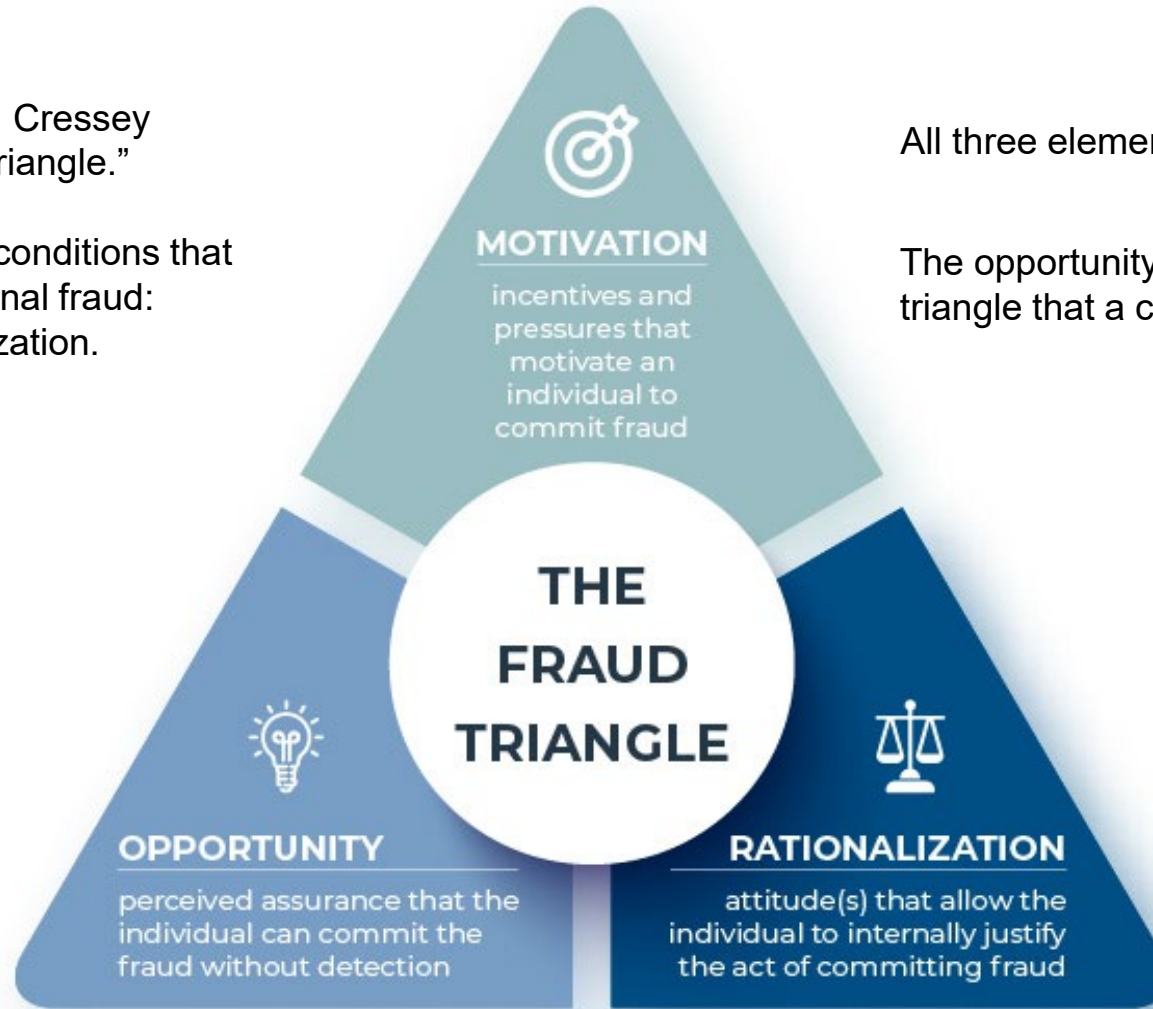 Cressey
riangle.”
conditions that
nal fraud:
zation.
All three elemen
The opportunity
triangle that a c
MOTIVATION
incentives and
pressures that
motivate an
individual to
commit fraud
THE
FRAUD
TRIANGLE
OPPORTUNITY
perceived assurance that the
individual can commit the
fraud without detection
RATIONALIZATION
attitude(s) that allow the
individual to internally justify
the act of committing fraud